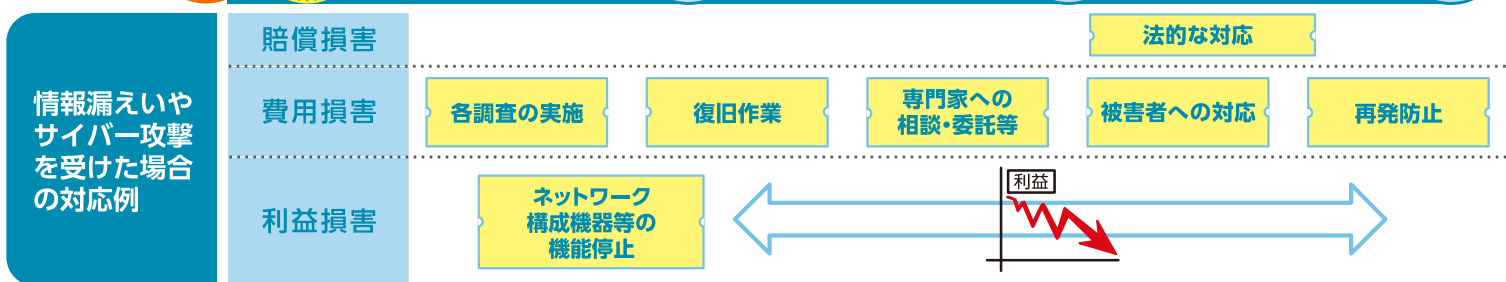 情報漏えいや
サイバー攻撃
を受けた場合
の対応例
賠償損害
法的な対応
費用損害
各調査の実施
復旧作業
専門家への
相談・委託等
被害者への対応
再発防止
利益損害
ネットワーク
構成機器等の
機能停止
利益